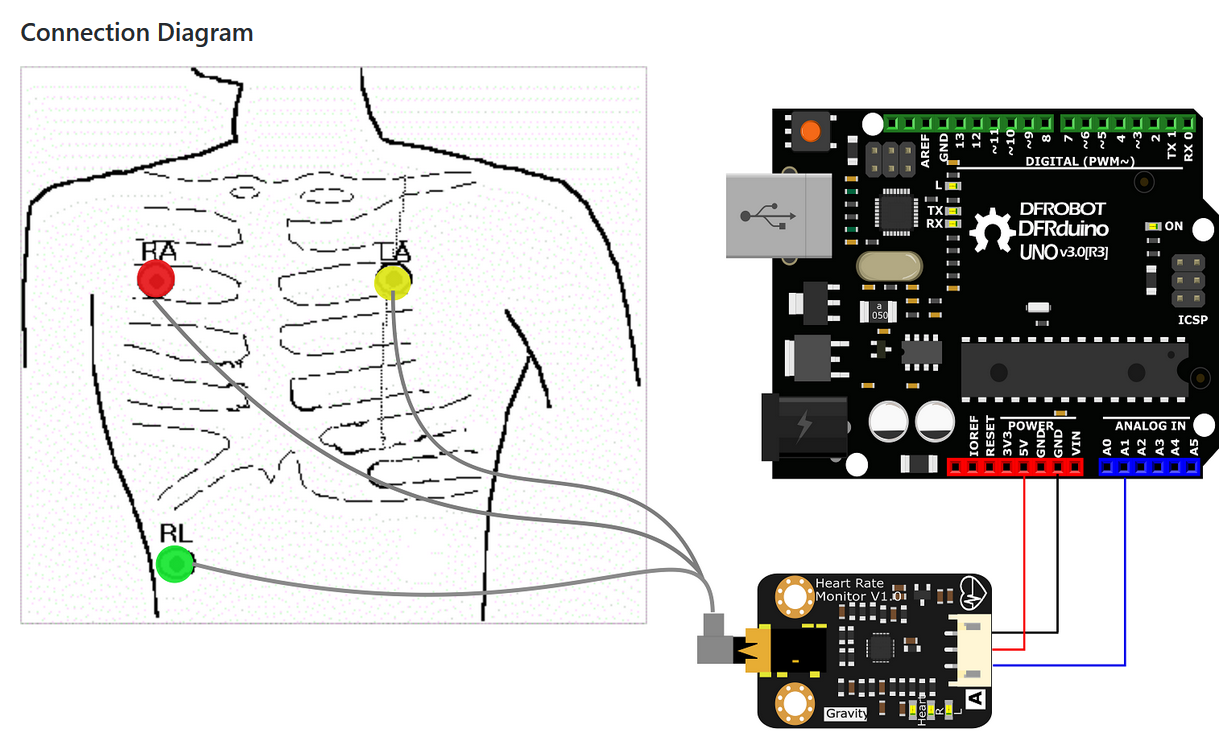 Connection Diagram
RA
LA
RL
AREF
GND
13
12
~11
~10
~9
8
7
~6
~5
4
~3
2
TX 1
RX 0
DIGITAL (PWM~)
L
TX
RX
DFROBOT
DFRduino
UNO v3.0[R3]
ON
ICSP
a
050
POWER
ANALOG IN
IOREF
RESET
3V3
5V
GND
GND
VIN
A0
A1
A2
A3
A4
A5
Heart Rate
Monitor V1.0
Gravity
Heart
R
L
A